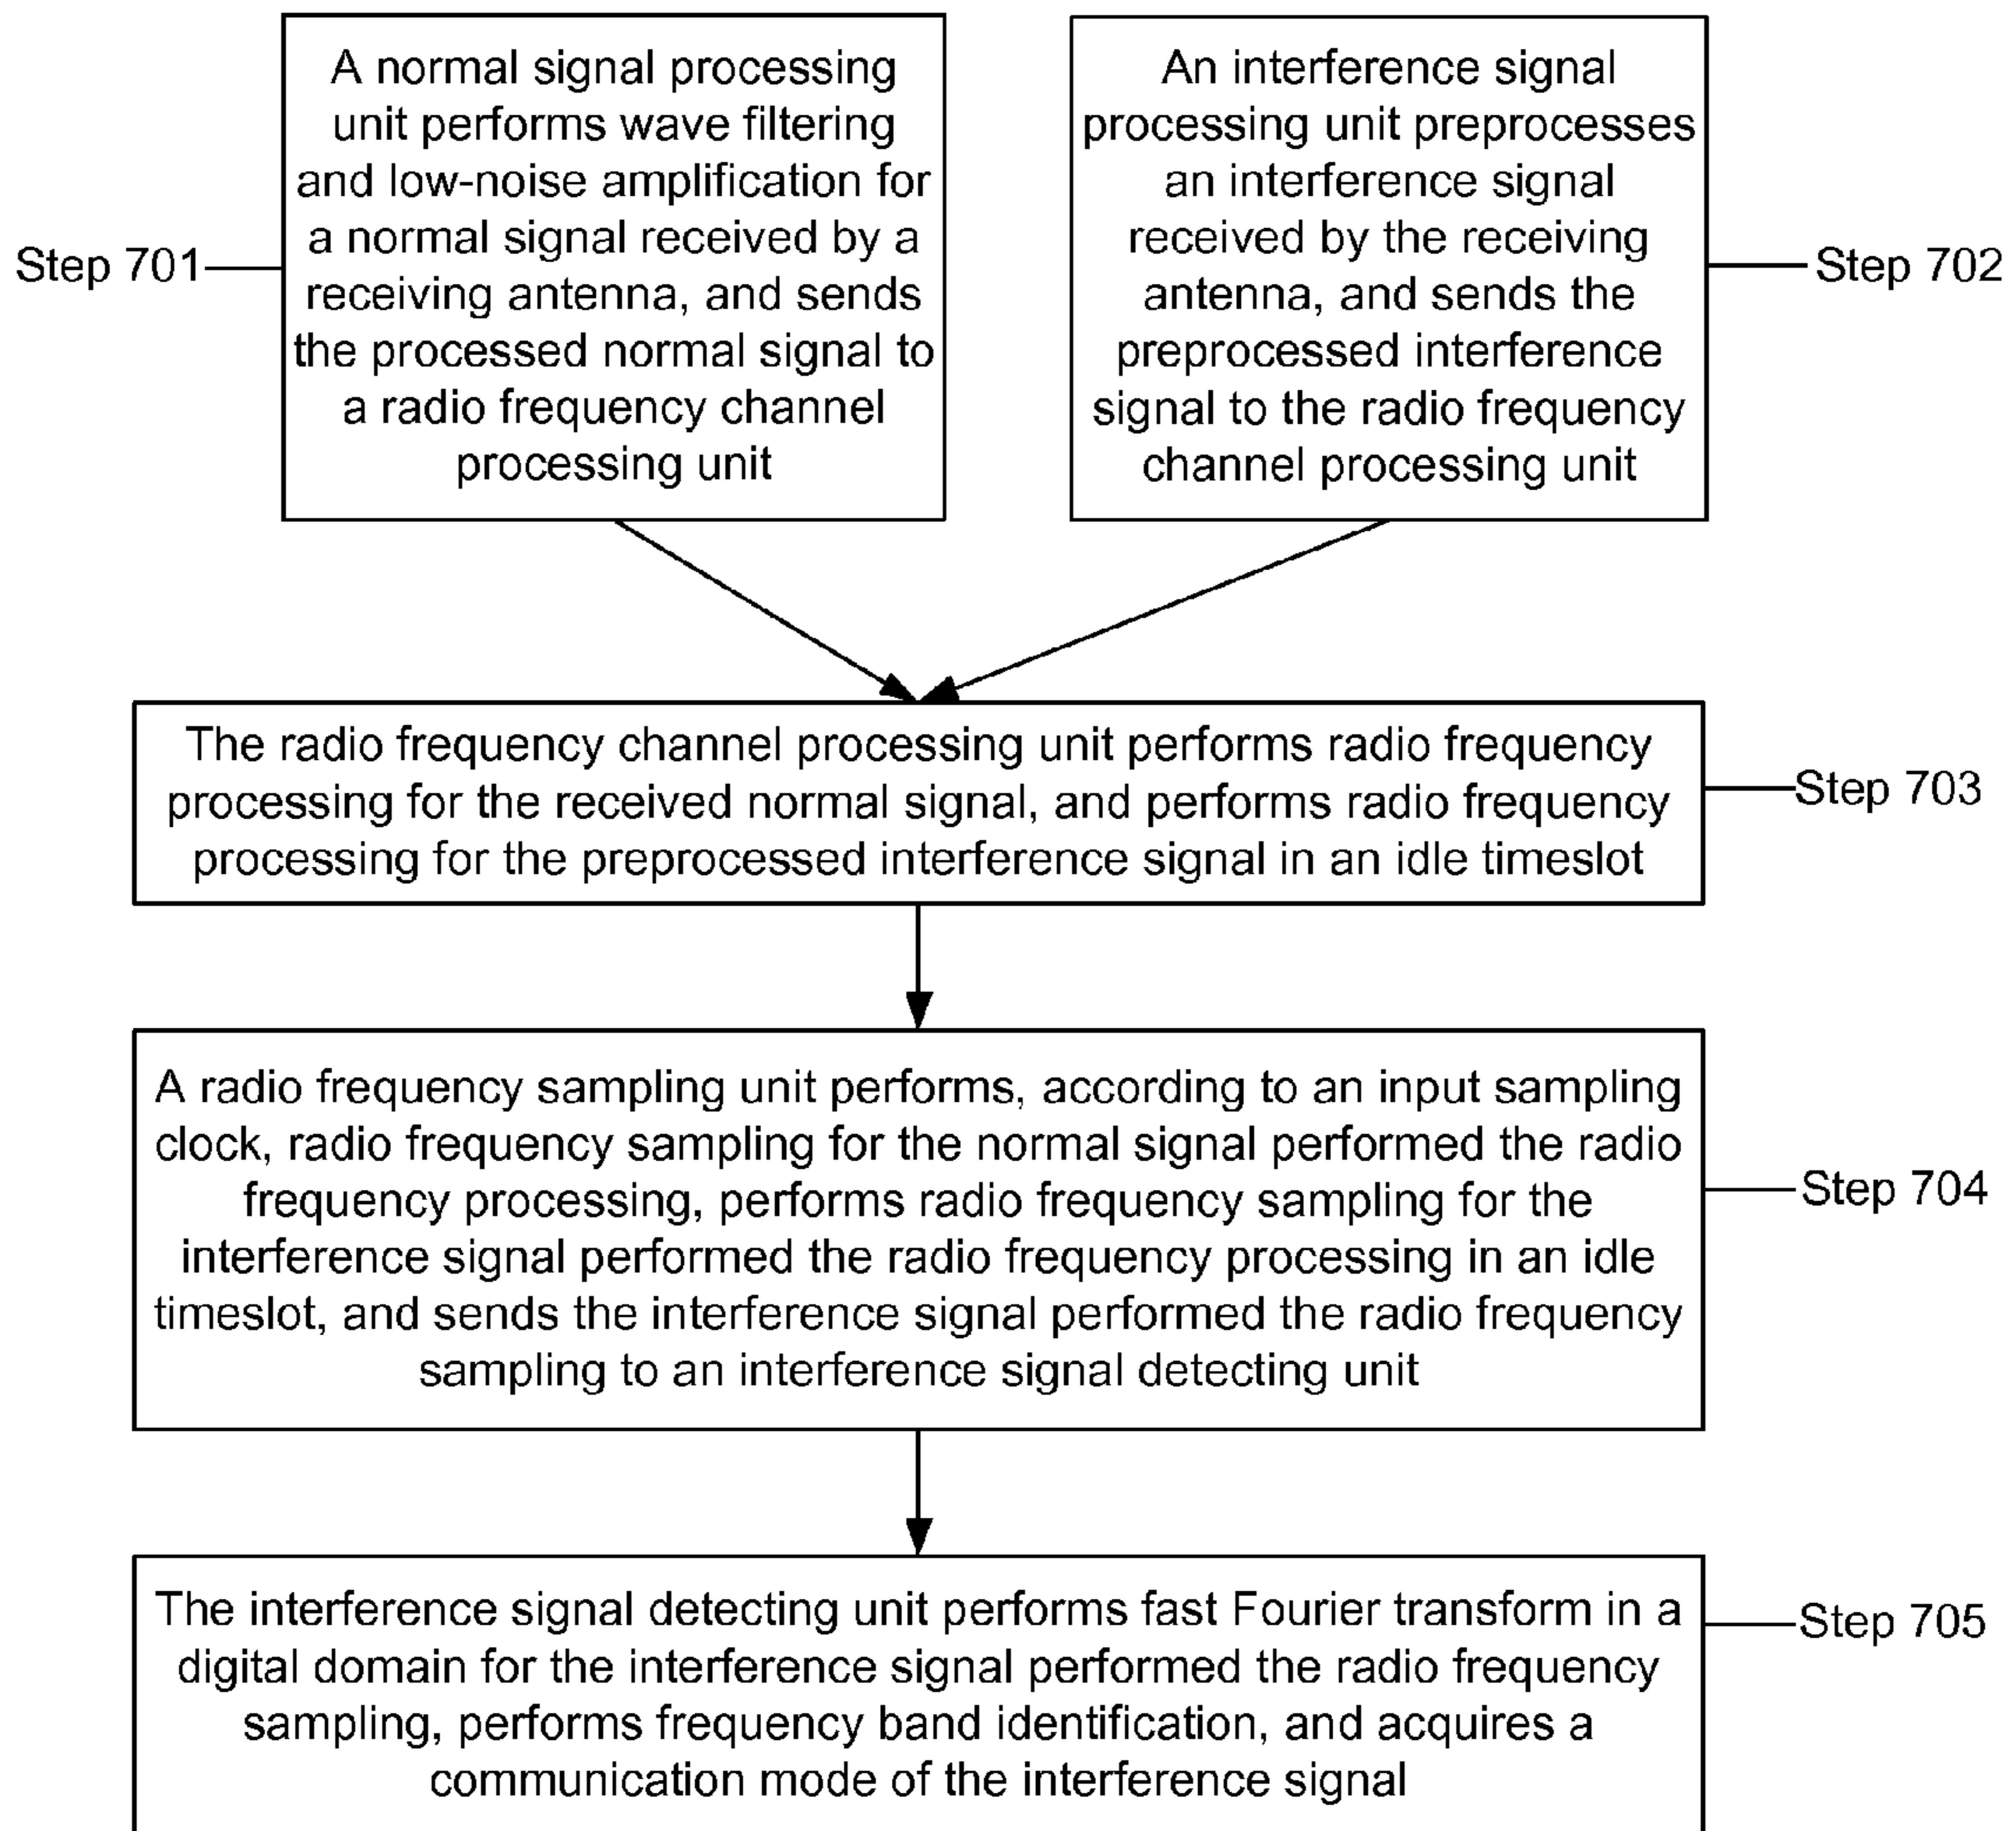 A normal signal processing
unit performs wave filtering
and low-noise amplification for
a normal signal received by a
receiving antenna, and sends
the processed normal signal to
a radio frequency channel
processing unit
Step 701
An interference signal
processing unit preprocesses
an interference signal
received by the receiving
antenna, and sends the
preprocessed interference
signal to the radio frequency
channel processing unit
Step 702
The radio frequency channel processing unit performs radio frequency
processing for the received normal signal, and performs radio frequency
processing for the preprocessed interference signal in an idle timeslot
Step 703
A radio frequency sampling unit performs, according to an input sampling
clock, radio frequency sampling for the normal signal performed the radio
frequency processing, performs radio frequency sampling for the
interference signal performed the radio frequency processing in an idle
timeslot, and sends the interference signal performed the radio frequency
sampling to an interference signal detecting unit
Step 704
The interference signal detecting unit performs fast Fourier transform in a
digital domain for the interference signal performed the radio frequency
sampling, performs frequency band identification, and acquires a
communication mode of the interference signal
Step 705